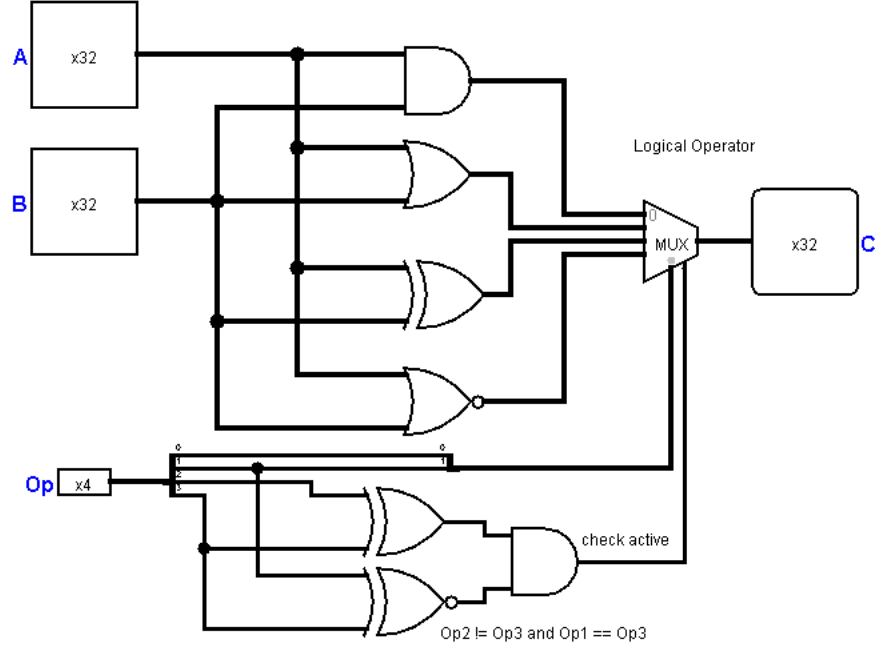 A
x32
Logical Operator
B
x32
0
MUX
x32
C
0
0
1
1
2
3
Op
x4
check active
Op2 != Op3 and Op1 == Op3